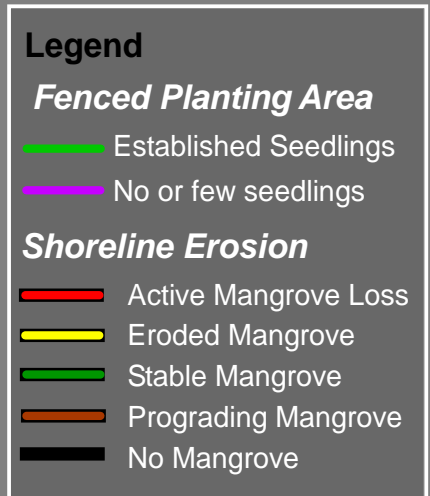 Legend
Fenced Planting Area
Established Seedlings
No or few seedlings
Shoreline Erosion
Active Mangrove Loss
Eroded Mangrove
Stable Mangrove
Prograding Mangrove
No Mangrove